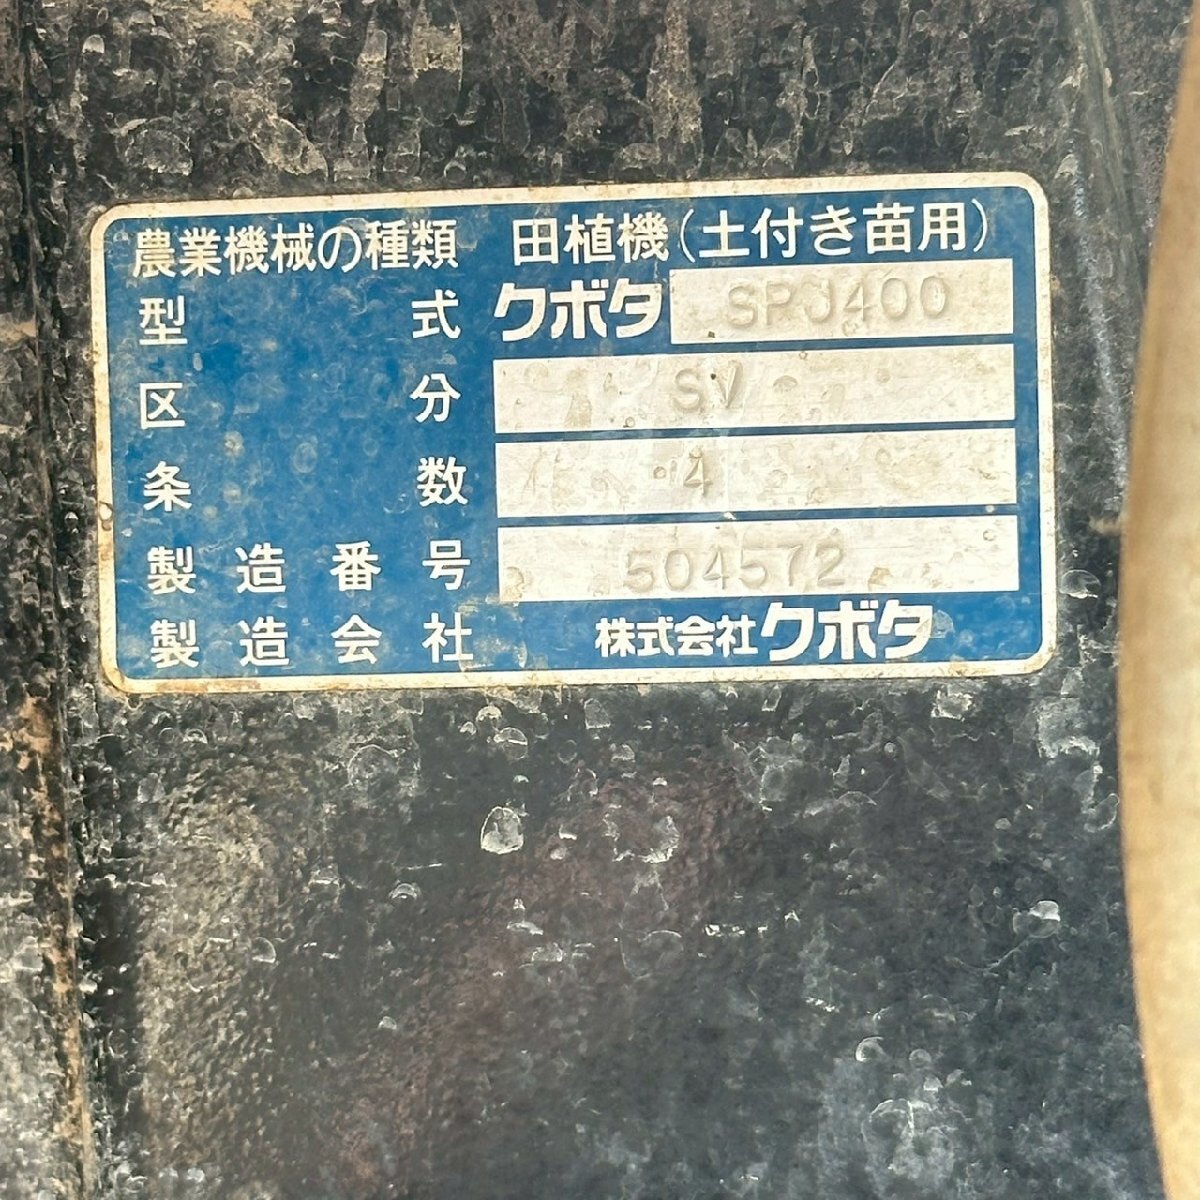 農業機械の種類 田植機(土付き苗用)
型式 クボタ SPJ400
区分 SV
条数 4
製造番号 504572
製造会社 株式会社クボタ